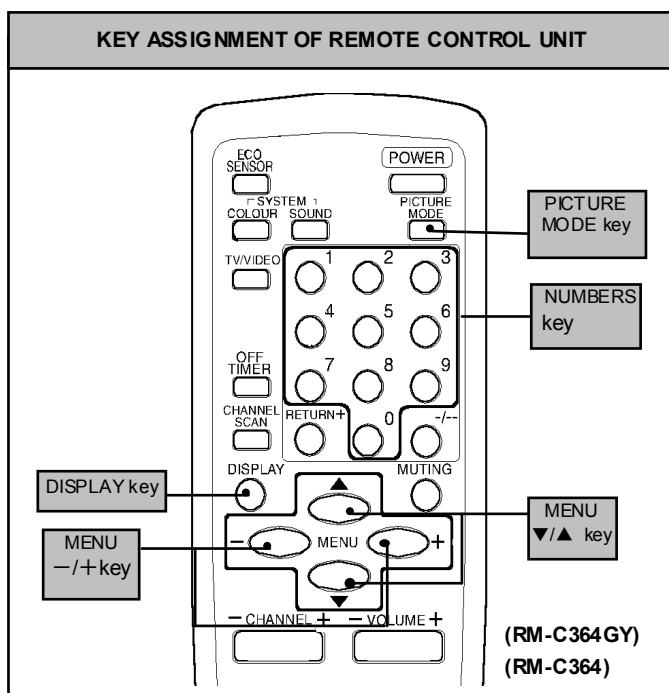 KEY ASSIGNMENT OF REMOTE CONTROL UNIT
ECO
SENSOR
POWER
SYSTEM
COLOUR SOUND
PICTURE
MODE
PICTURE
MODE key
TV/VIDEO
1 2 3
NUMBERS
key
4 5 6
OFF
TIMER
7 8 9
CHANNEL
SCAN
RETURN+ 0 -/--
DISPLAY
MUTING
DISPLAY key
▲
MENU
▼/▲ key
MENU
－/＋key
- MENU +
▼
- CHANNEL + - VOLUME +
(RM-C364GY)
(RM-C364)